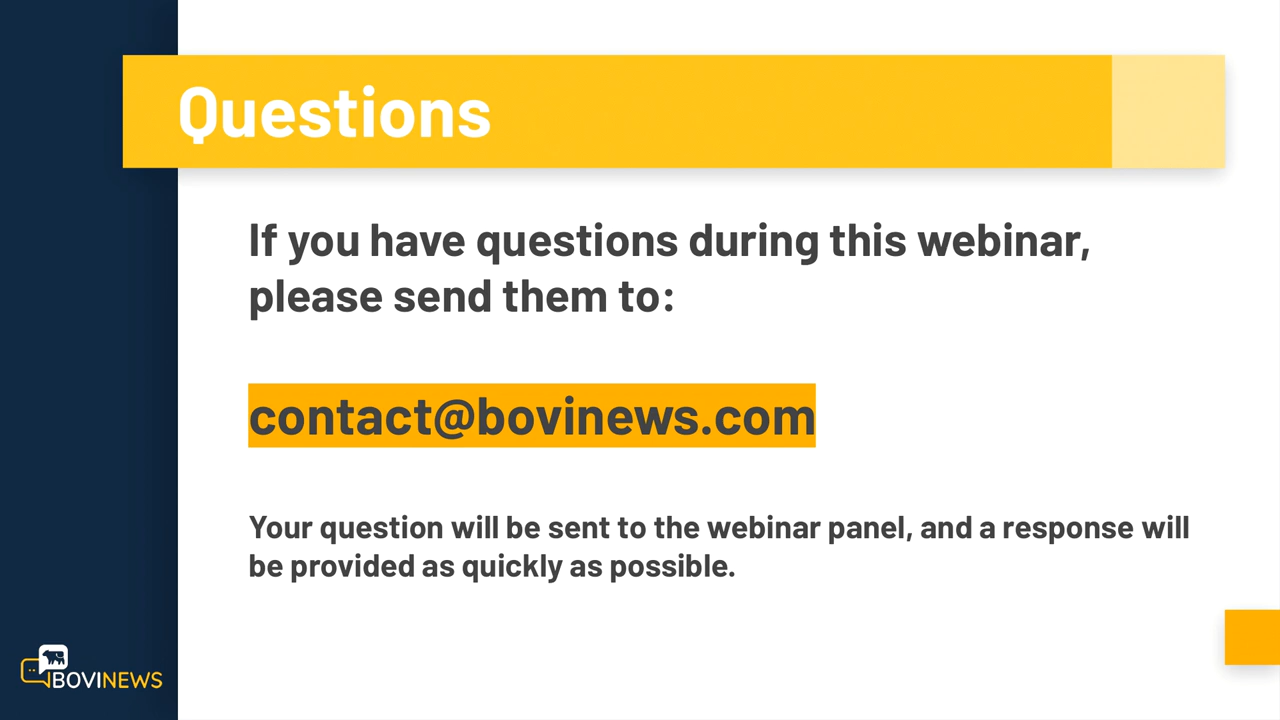 Questions
If you have questions during this webinar,
please send them to:
contact@bovinews.com
Your question will be sent to the webinar panel, and a response will
be provided as quickly as possible.
BOVINEWS